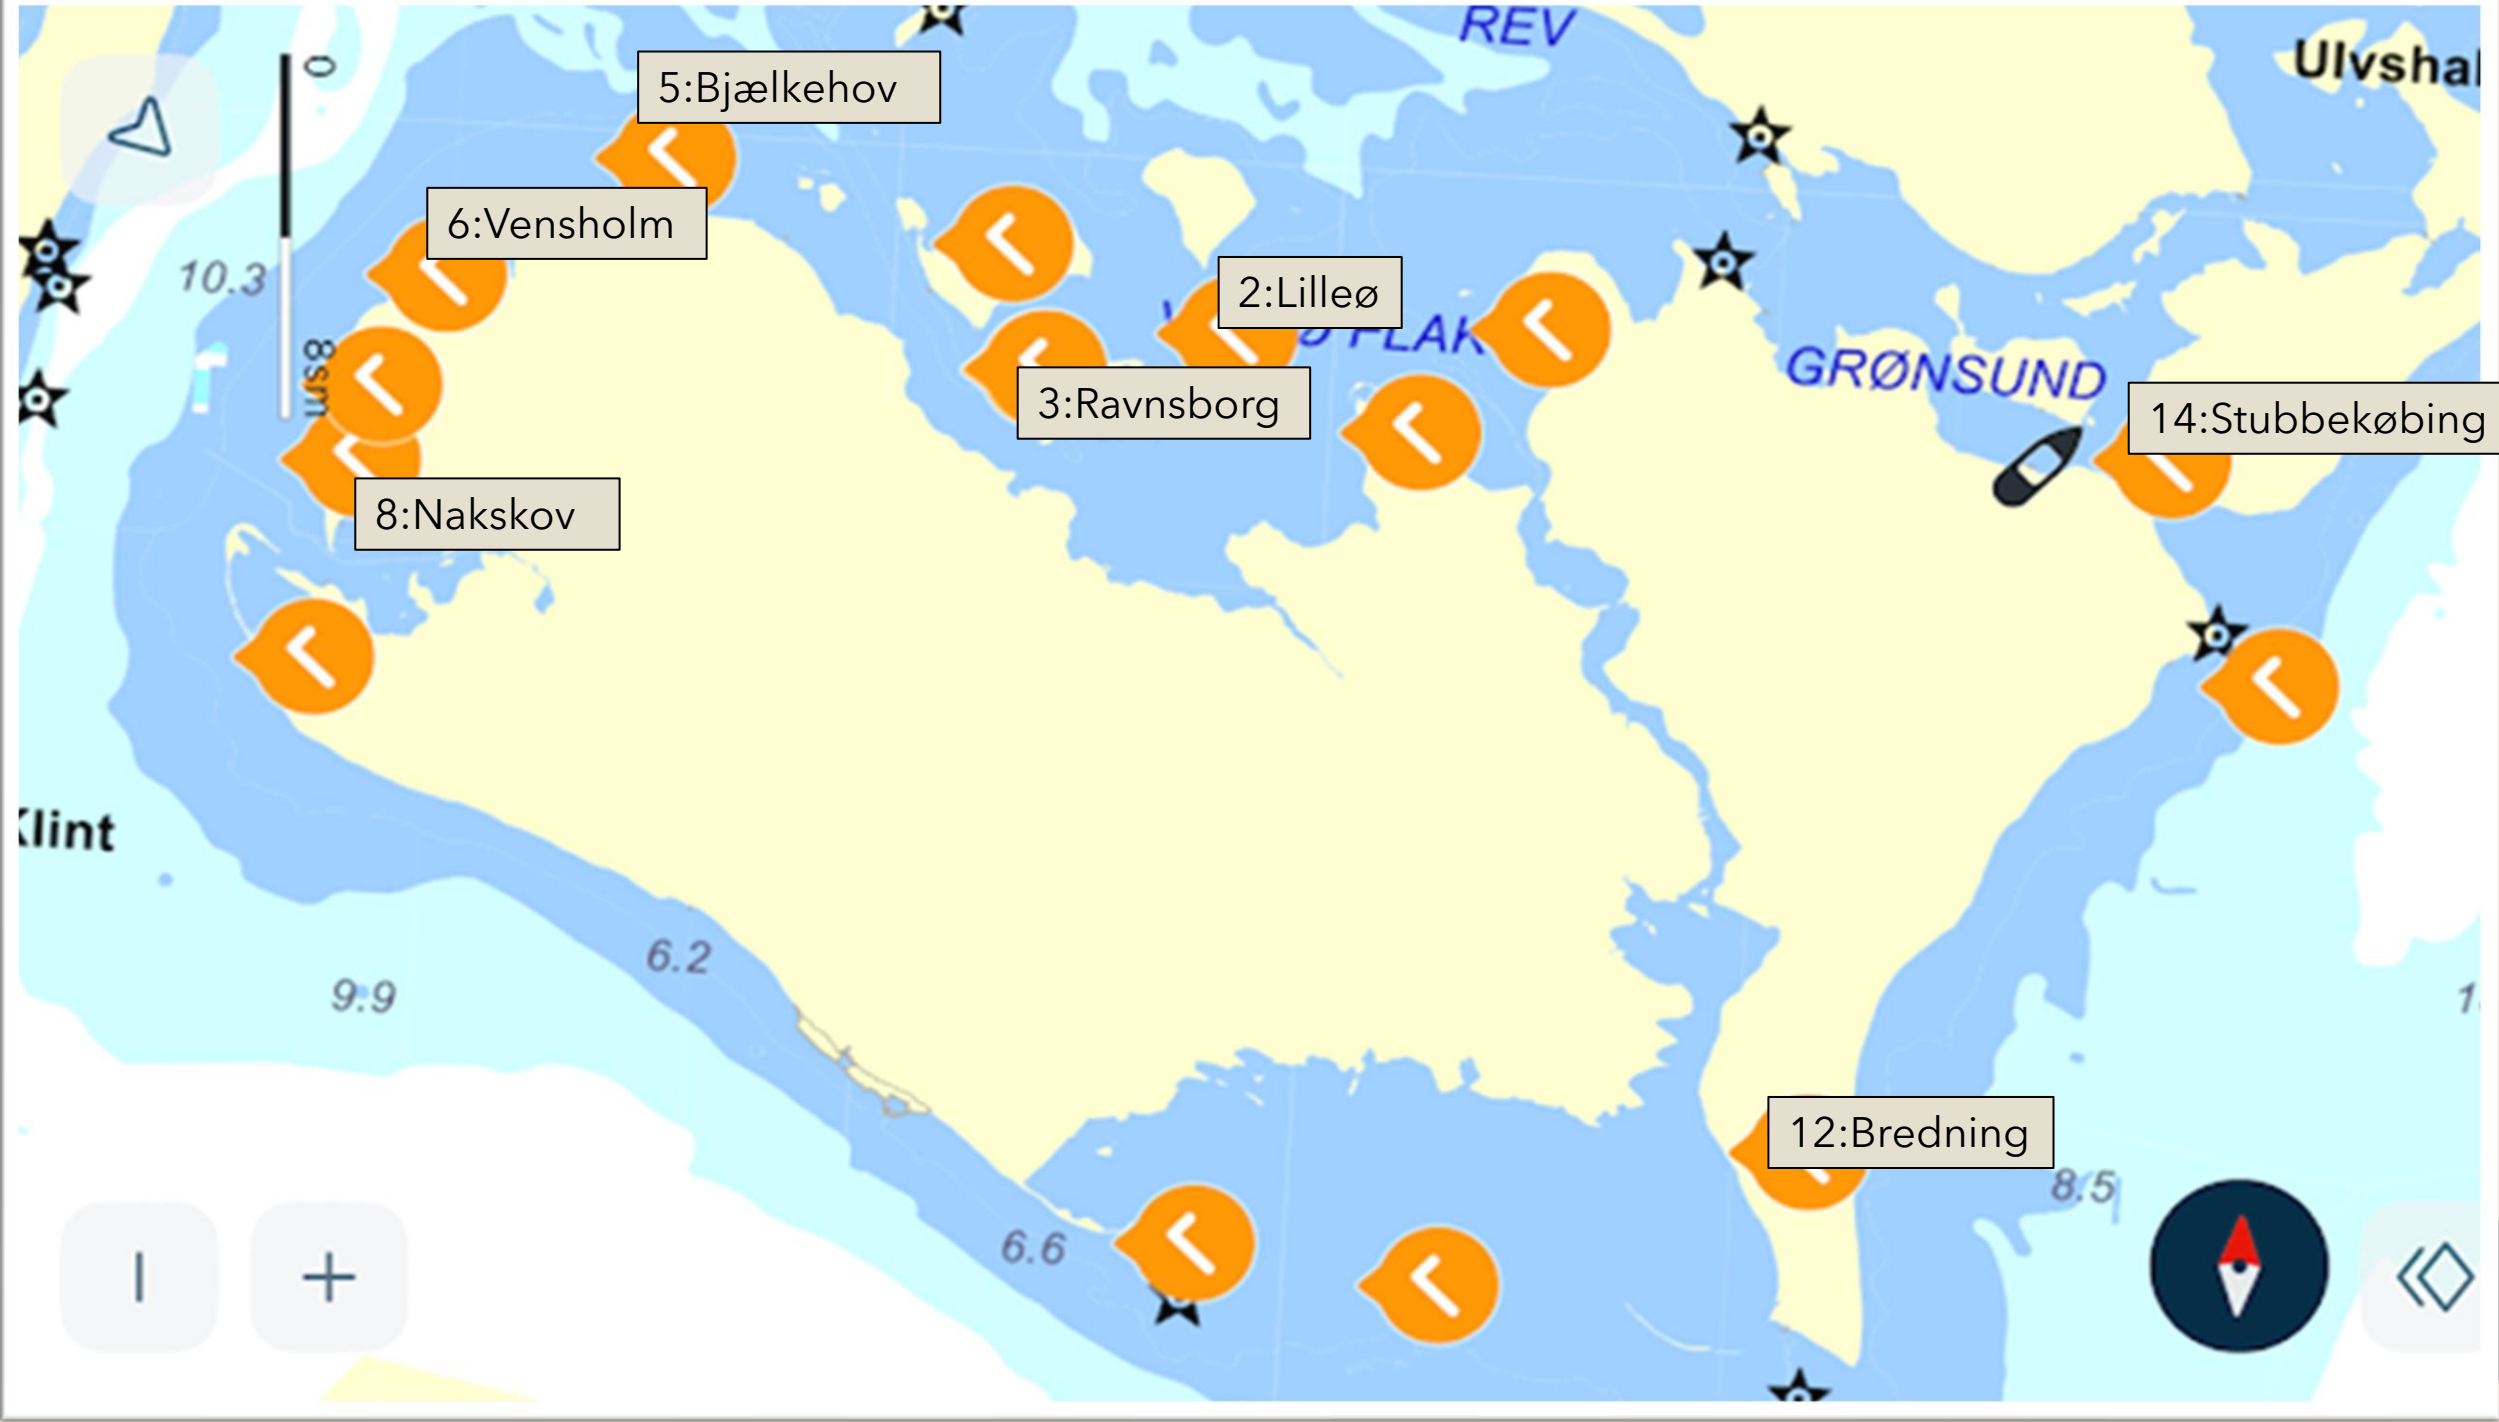 REV
Ulvshal
0
5:Bjælkehov
6:Vensholm
10.3
2:Lilleø
FLAK
8sm
GRØNSUND
3:Ravnsborg
14:Stubbekøbing
8:Nakskov
Klint
6.2
9.9
12:Bredning
8.5
6.6